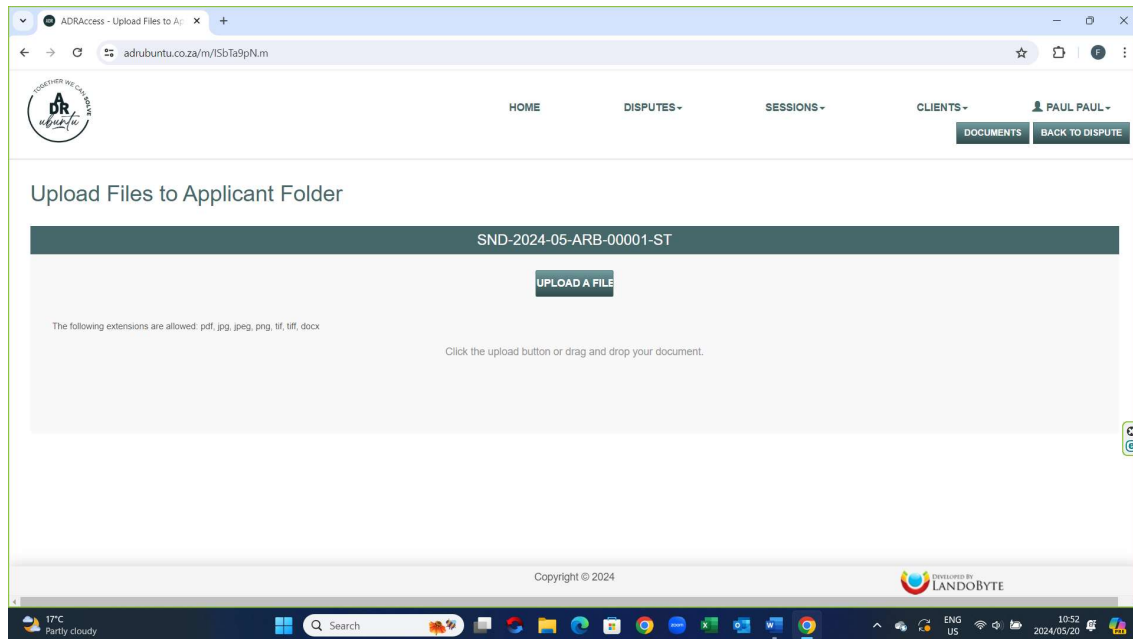 ADRAccess - Upload Files to Ap
adrubuntu.co.za/m/ISbTa9pN.m
F
TOGETHER WE CAN SOLVE
ADR
ubuntu
HOME
DISPUTES
SESSIONS
CLIENTS
PAUL PAUL
DOCUMENTS
BACK TO DISPUTE
Upload Files to Applicant Folder
SND-2024-05-ARB-00001-ST
UPLOAD A FILE
The following extensions are allowed: pdf, jpg, jpeg, png, tif, tiff, docx
Click the upload button or drag and drop your document.
Copyright © 2024
DEVELOPED BY
LANDOBYTE
17°C
Partly cloudy
Search
zoom
ENG
US
10:52
2024/05/20